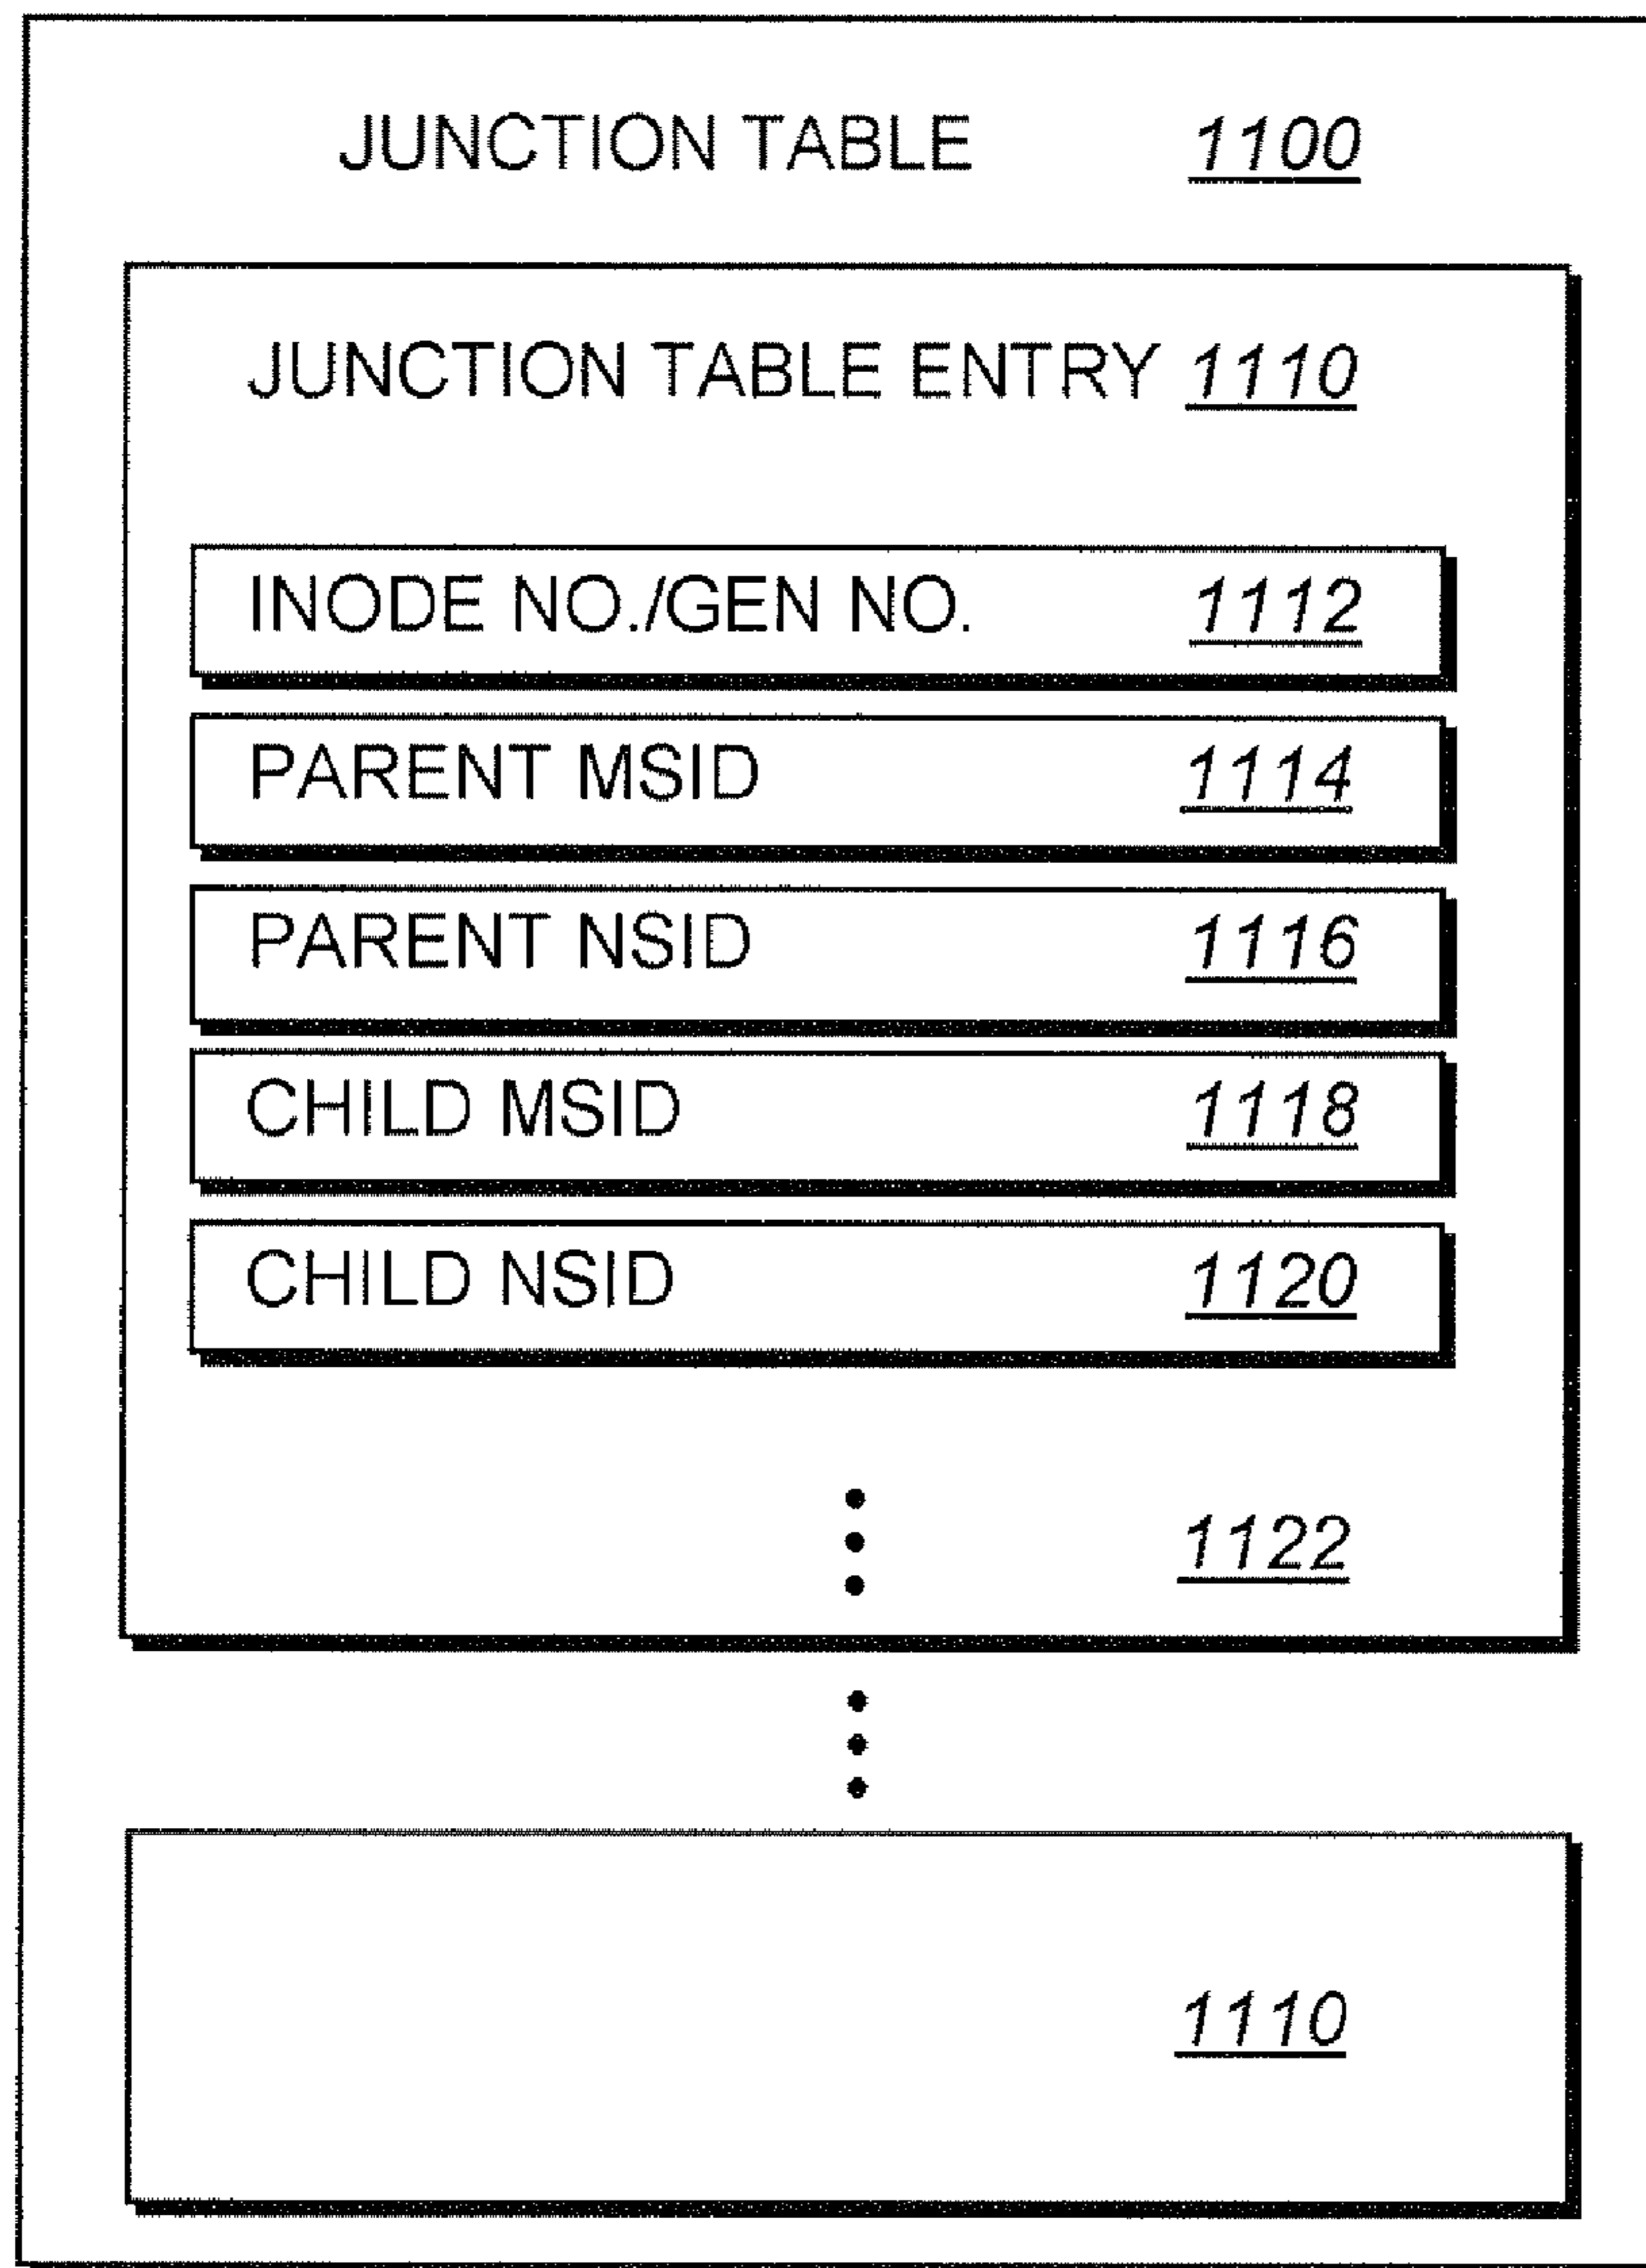 JUNCTION TABLE 1100
JUNCTION TABLE ENTRY 1110
INODE NO./GEN NO. 1112
PARENT MSID 1114
PARENT NSID 1116
CHILD MSID 1118
CHILD NSID 1120
1122
1110